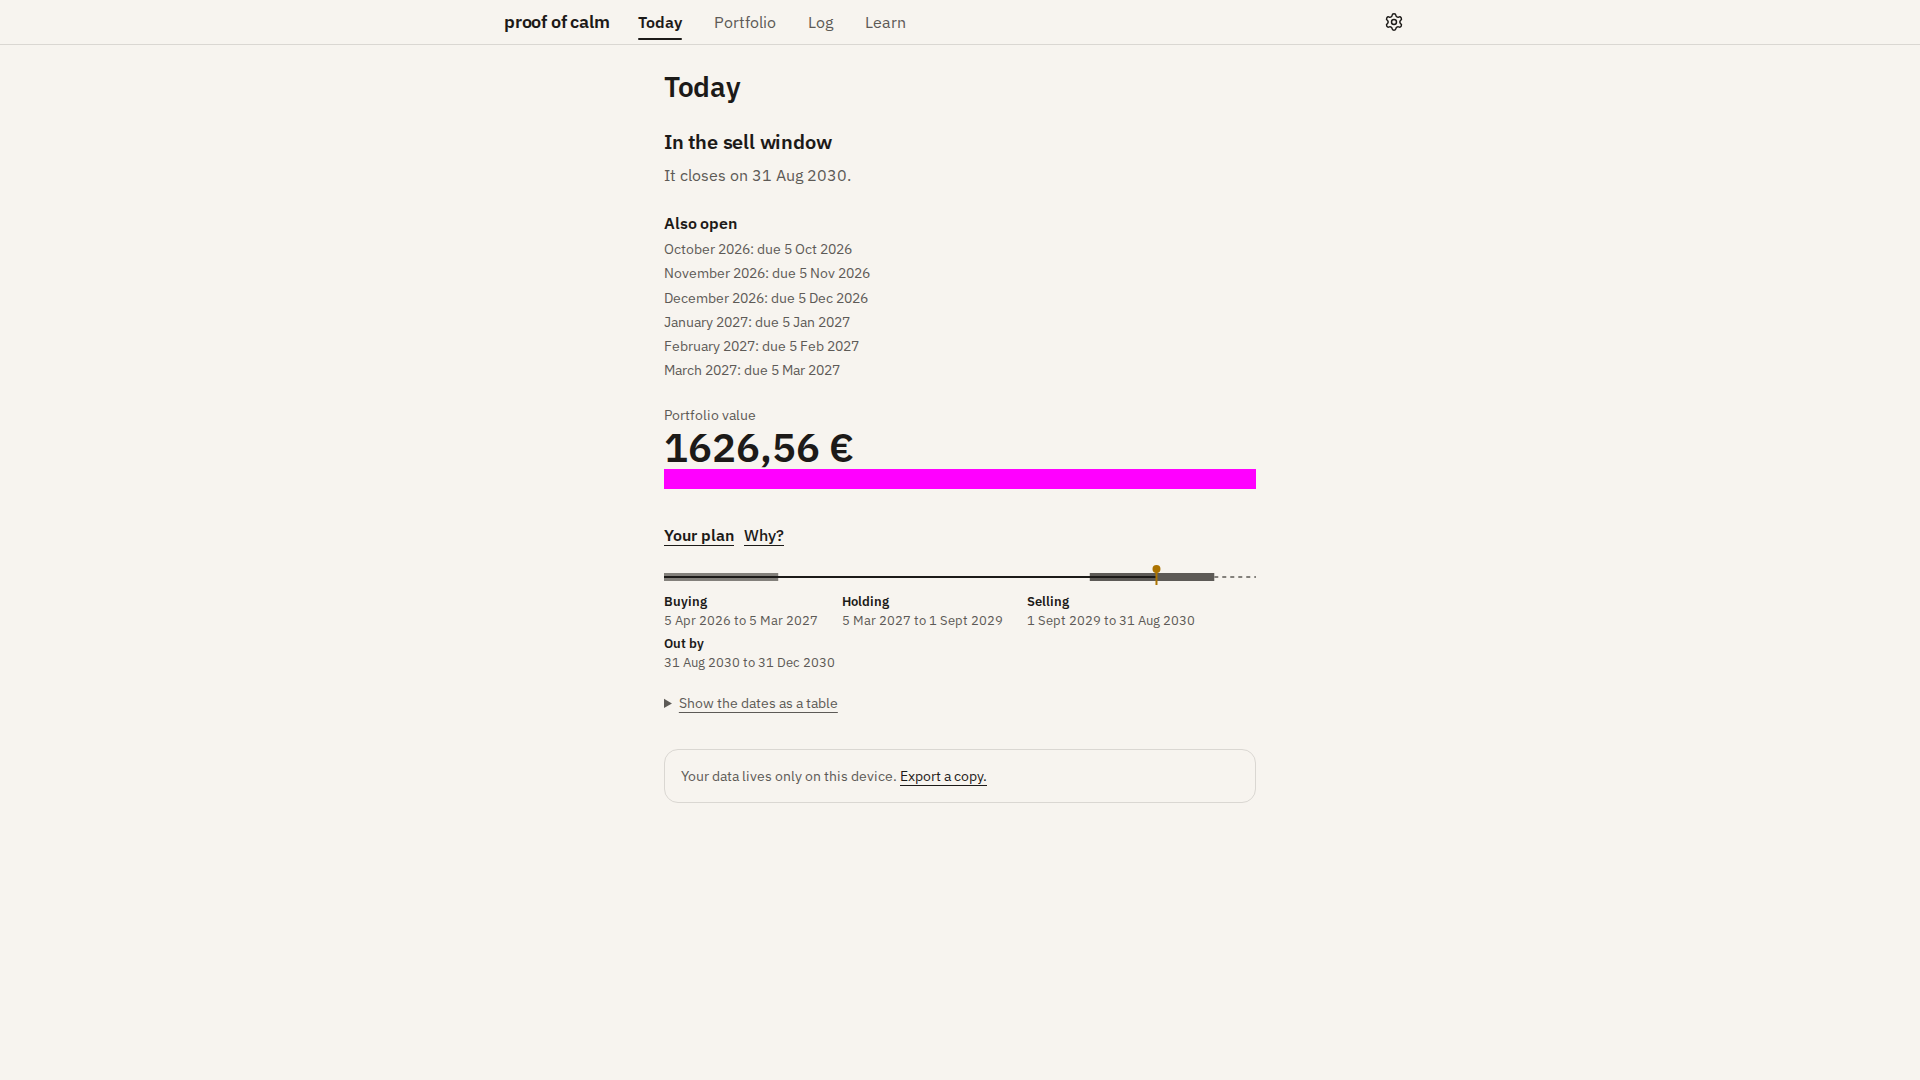 proof of calm Today Portfolio Log Learn
Today
In the sell window
It closes on 31 Aug 2030.
Also open
October 2026: due 5 Oct 2026
November 2026: due 5 Nov 2026
December 2026: due 5 Dec 2026
January 2027: due 5 Jan 2027
February 2027: due 5 Feb 2027
March 2027: due 5 Mar 2027
Portfolio value
1626,56 €
Your plan Why?
Buying Holding Selling
5 Apr 2026 to 5 Mar 2027 5 Mar 2027 to 1 Sept 2029 1 Sept 2029 to 31 Aug 2030
Out by
31 Aug 2030 to 31 Dec 2030
Show the dates as a table
Your data lives only on this device. Export a copy.